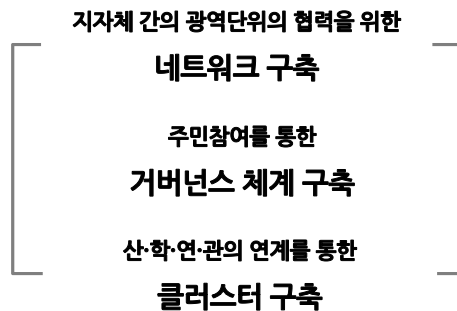 지자체 간의 광역단위의 협력을 위한
네트워크 구축
주민참여를 통한
거버넌스 체계 구축
산·학·연·관의 연계를 통한
클러스터 구축